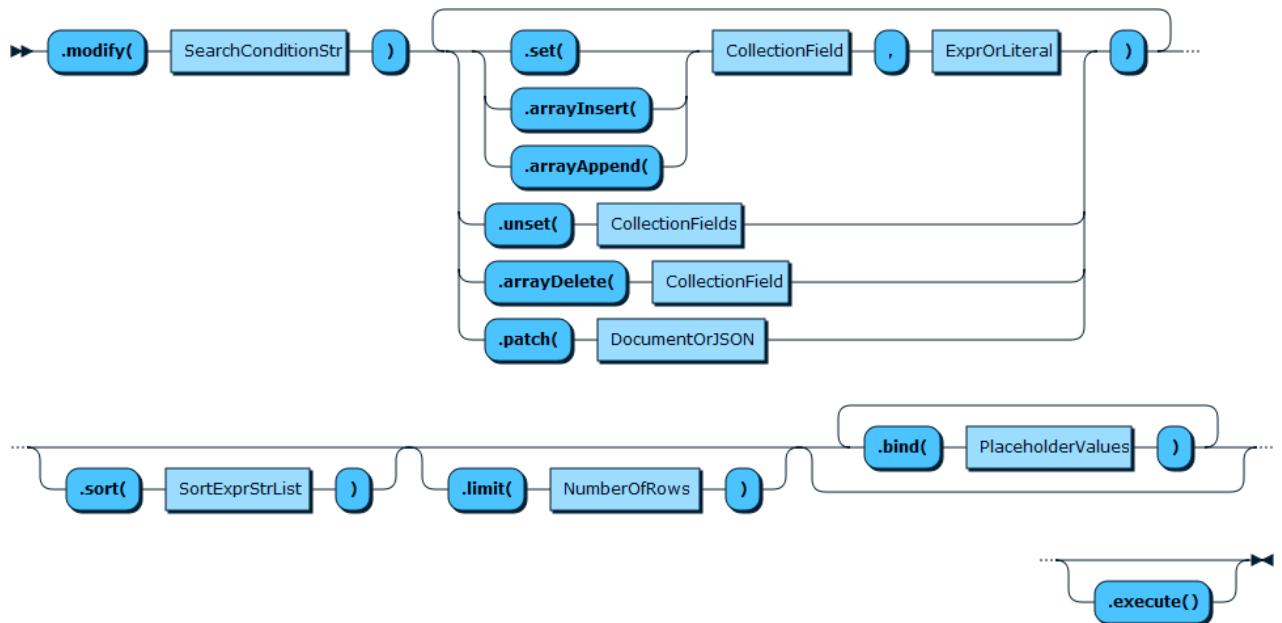 .modify( SearchConditionStr ) .set( CollectionField , ExprOrLiteral )
.arrayInsert(
.arrayAppend(
.unset( CollectionFields
.arrayDelete( CollectionField
.patch( DocumentOrJSON
.bind( PlaceholderValues )
.sort( SortExprStrList ) .limit( NumberOfRows )
.execute()